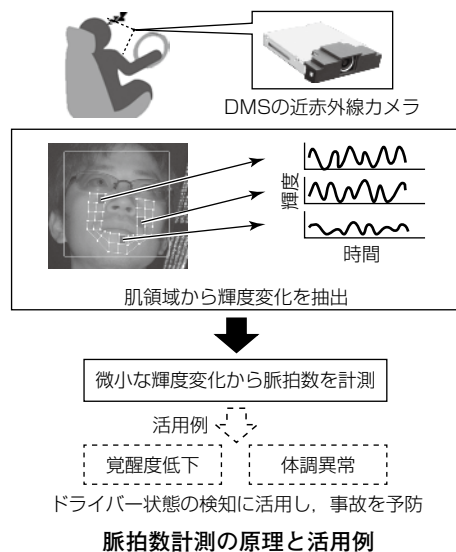 DMSの近赤外線カメラ
輝度
時間
肌領域から輝度変化を抽出
微小な輝度変化から脈拍数を計測
活用例
覚醒度低下
体調異常
ドライバー状態の検知に活用し，事故を予防
脈拍数計測の原理と活用例